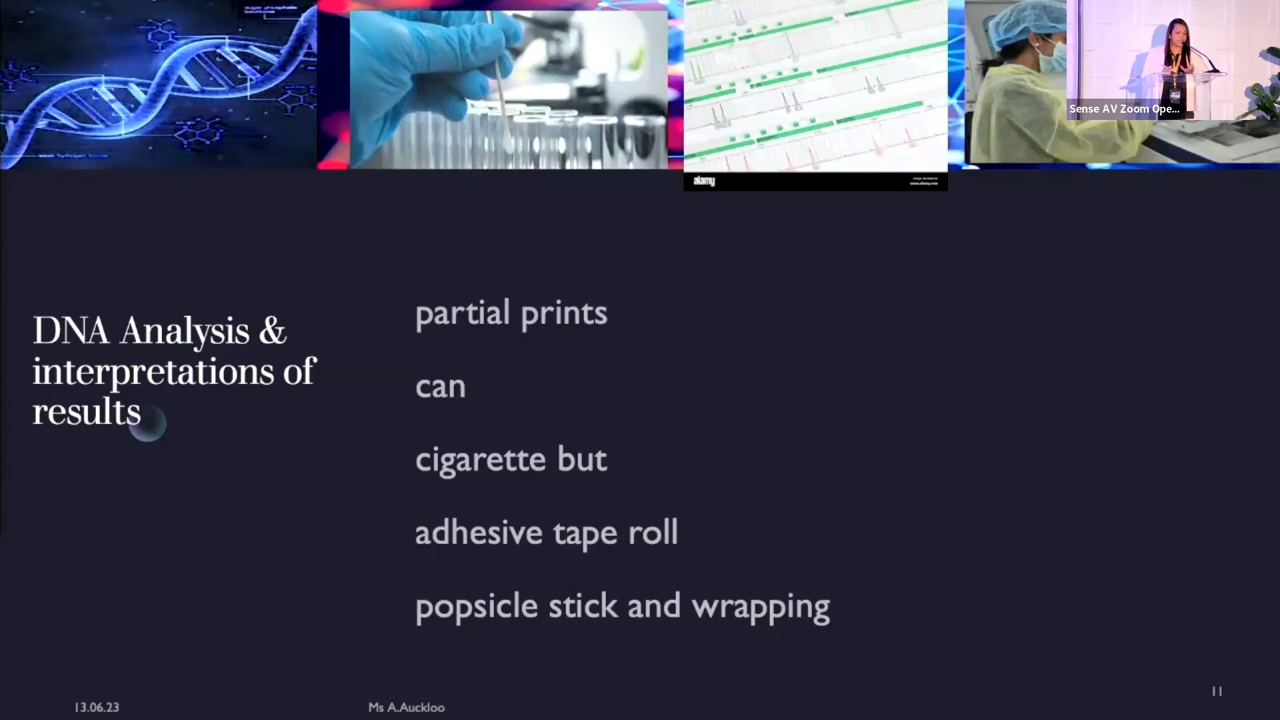 alamy
Sense AV Zoom Ope...
DNA Analysis &
interpretations of
results
partial prints
can
cigarette but
adhesive tape roll
popsicle stick and wrapping
13.06.23
Ms A.Auckloo
11